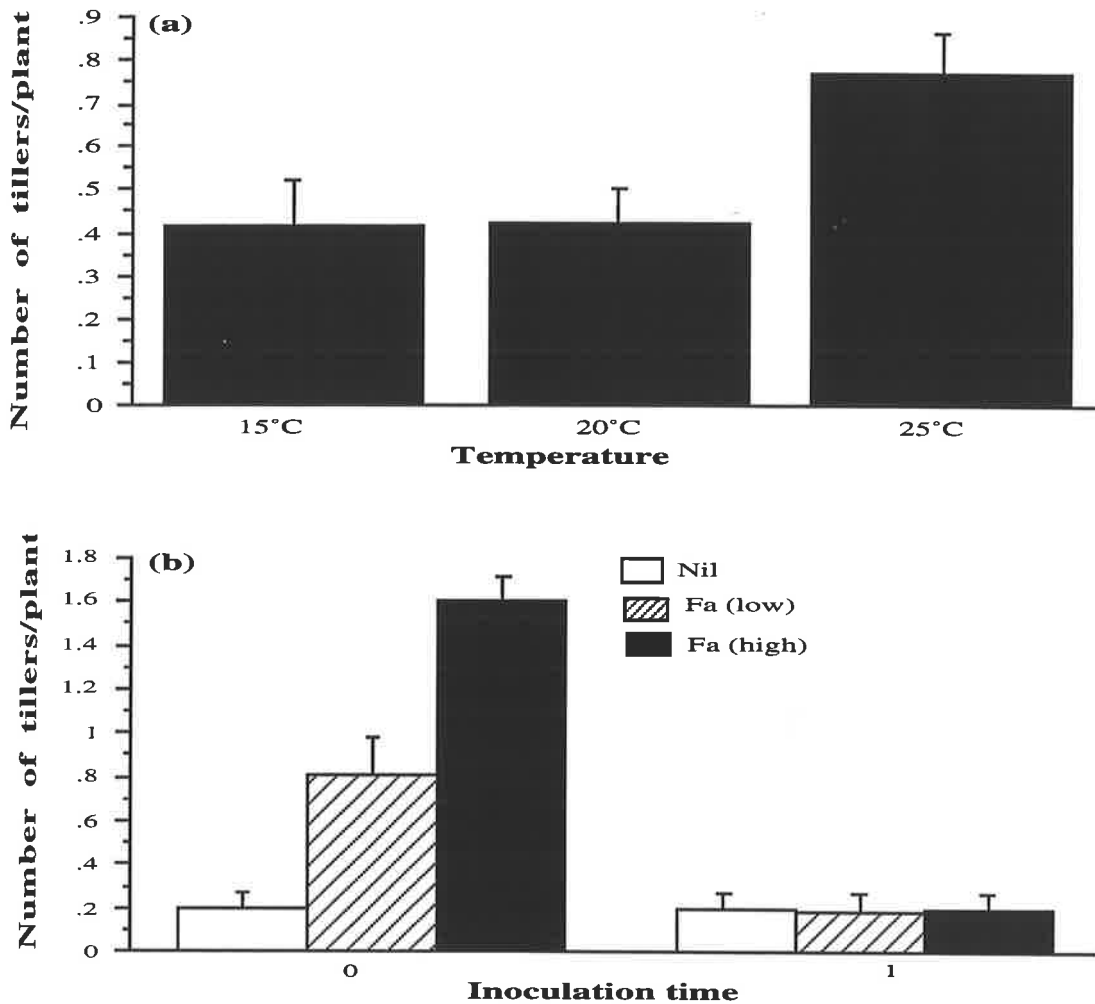 (a)
Number of tillers/plant
.9
.8
.7
.6
.5
.4
.3
.2
.1
0
15°C 20°C 25°C
Temperature
(b)
Number of tillers/plant
1.8
1.6
1.4
1.2
1
.8
.6
.4
.2
0
Nil
Fa (low)
Fa (high)
0 1
Inoculation time